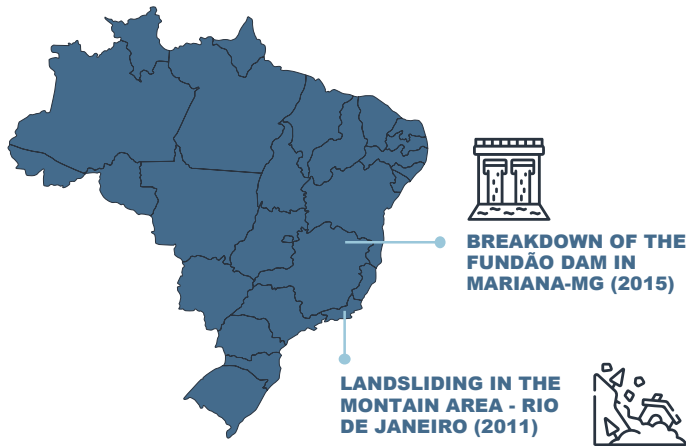 BREAKDOWN OF THE
FUNDÃO DAM IN
MARIANA-MG (2015)
LANDSLIDING IN THE
MONTAIN AREA - RIO
DE JANEIRO (2011)